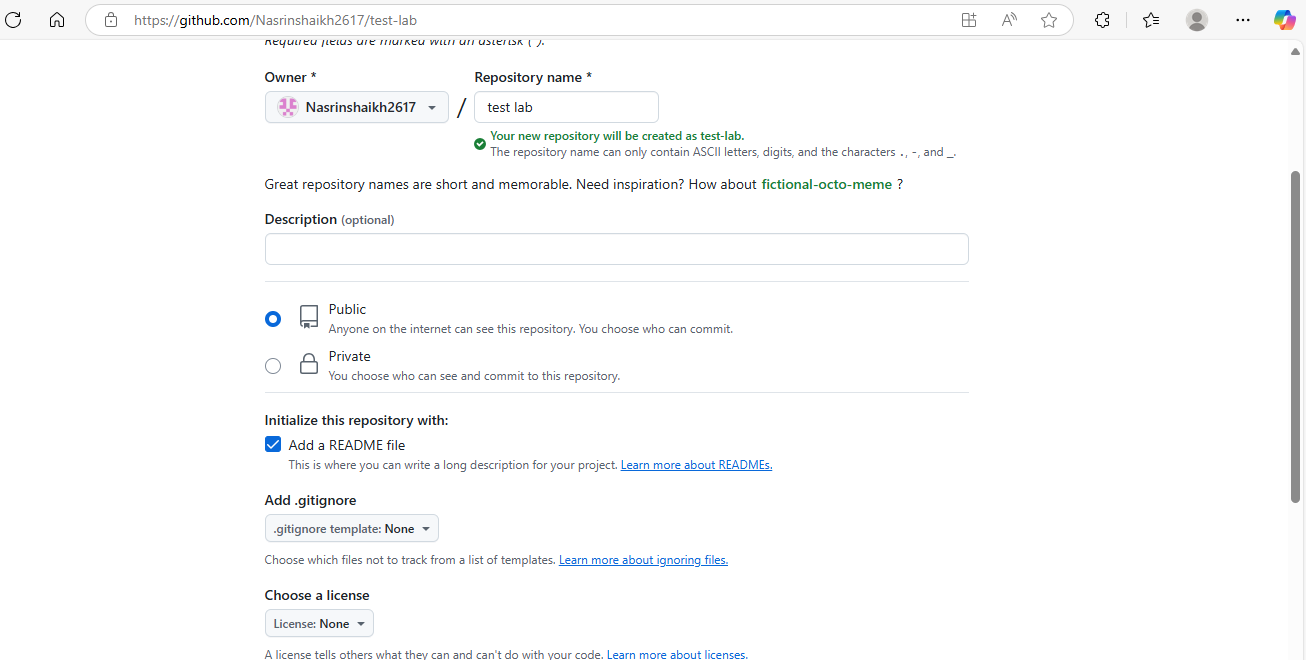 https://github.com/Nasrinshaikh2617/test-lab
Required fields are marked with an asterisk (*).
Owner * Repository name *
Nasrinshaikh2617 / test lab
Your new repository will be created as test-lab.
The repository name can only contain ASCII letters, digits, and the characters ., -, and _.
Great repository names are short and memorable. Need inspiration? How about fictional-octo-meme ?
Description (optional)
Public
Anyone on the internet can see this repository. You choose who can commit.
Private
You choose who can see and commit to this repository.
Initialize this repository with:
Add a README file
This is where you can write a long description for your project. Learn more about READMEs.
Add .gitignore
.gitignore template: None
Choose which files not to track from a list of templates. Learn more about ignoring files.
Choose a license
License: None
A license tells others what they can and can't do with your code. Learn more about licenses.